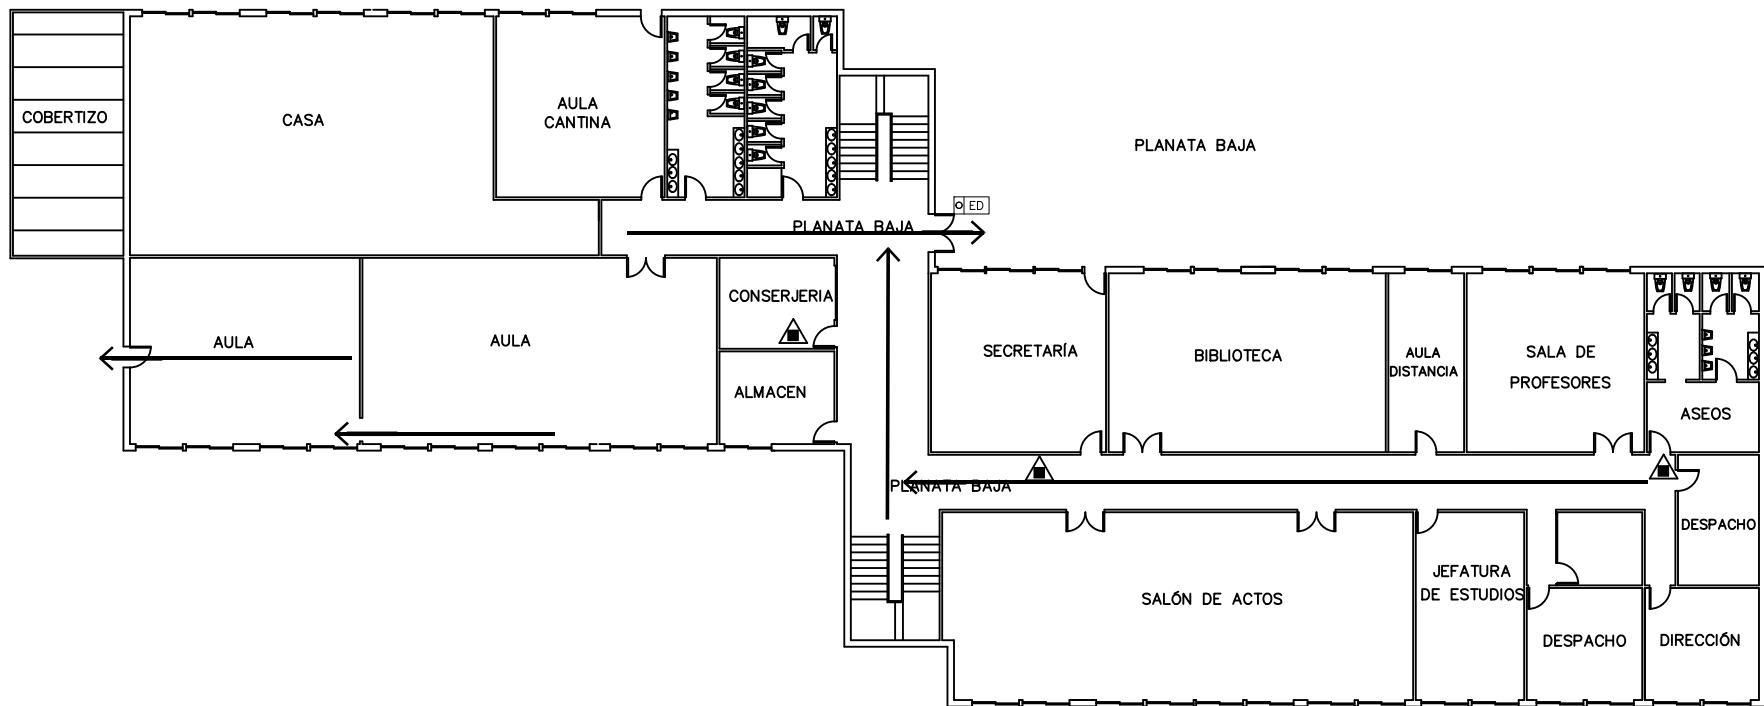 COBERTIZO
CASA
AULA
CANTINA
PLANATA BAJA
ED
PLANATA BAJA
CONSERJERIA
AULA
AULA
ALMACEN
SECRETARÍA
BIBLIOTECA
AULA
DISTANCIA
SALA DE
PROFESORES
ASEOS
PLANATA BAJA
DESPACHO
SALÓN DE ACTOS
JEFATURA
DE ESTUDIOS
DESPACHO
DIRECCIÓN